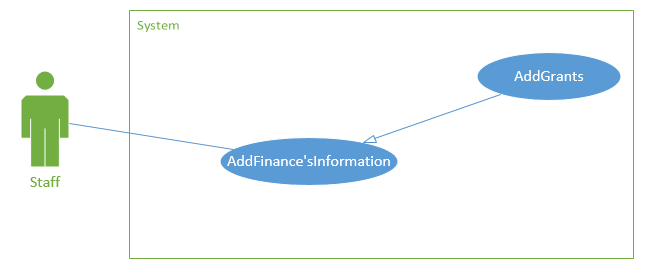 System
AddGrants
AddFinance'sInformation
Staff